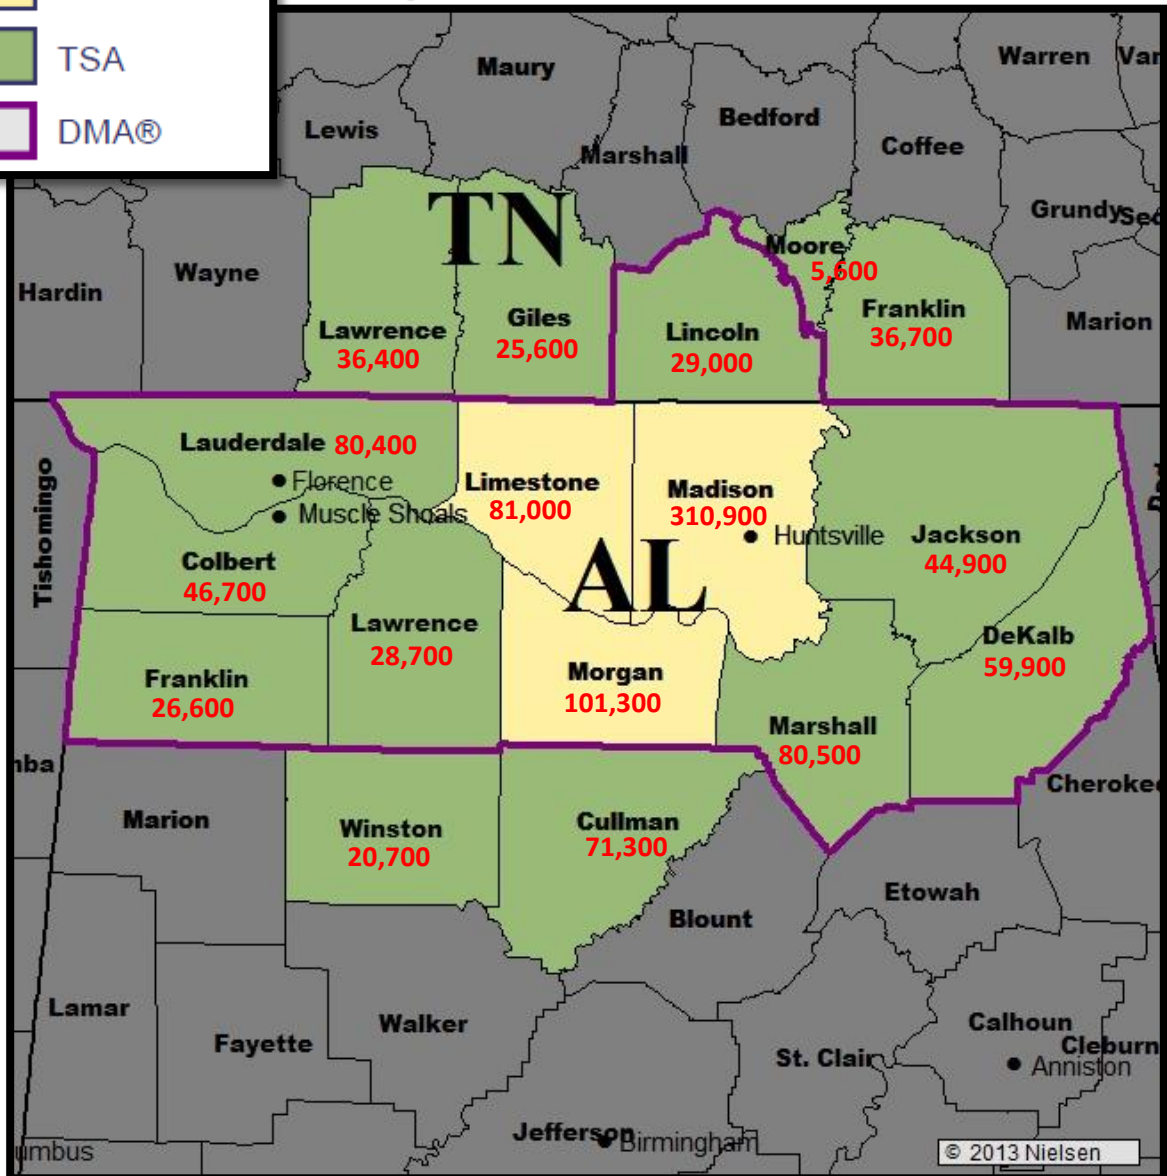 TSA
DMA®
Maury
Warren
Lewis
Bedford
Marshall
Coffee
TN
Grundy
Moore
5,600
Wayne
Hardin
Franklin
36,700
Marion
Giles
25,600
Lawrence
36,400
Lincoln
29,000
Lauderdale 80,400
Florence
Muscle Shoals
Limestone
81,000
Madison
310,900
Huntsville
Jackson
44,900
Tishomingo
Colbert
46,700
AL
Lawrence
28,700
DeKalb
59,900
Franklin
26,600
Morgan
101,300
Marshall
80,500
Marion
Winston
20,700
Cullman
71,300
Cherokee
Etowah
Blount
Lamar
Fayette
Walker
Calhoun
Cleburn
Anniston
St. Clair
Jefferson
Birmingham
umbus
© 2013 Nielsen